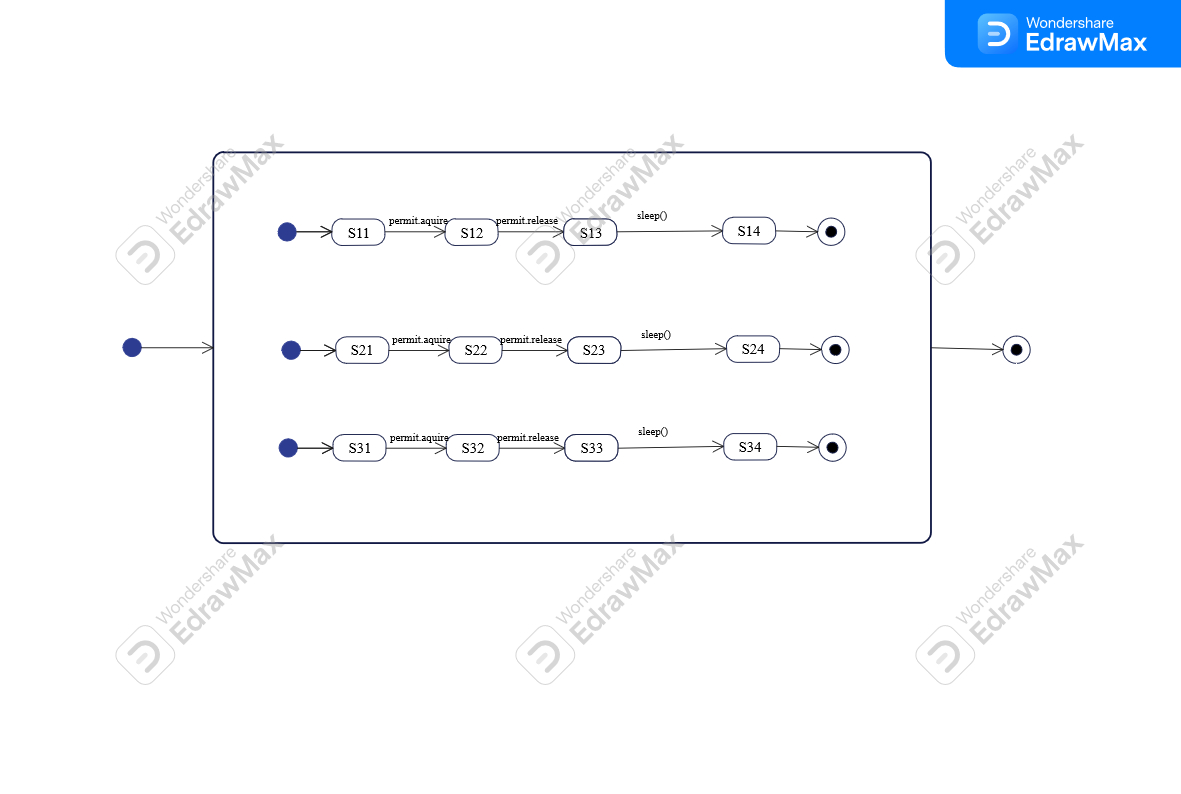 Wondershare
EdrawMax
Wondershare
EdrawMax
Wondershare
EdrawMax
Wondershare
EdrawMax
permit.aquire
permit.release
sleep()
S11
S12
S13
S14
permit.aquire
permit.release
sleep()
S21
S22
S23
S24
permit.aquire
permit.release
sleep()
S31
S32
S33
S34
Wondershare
EdrawMax
Wondershare
EdrawMax
Wondershare
EdrawMax